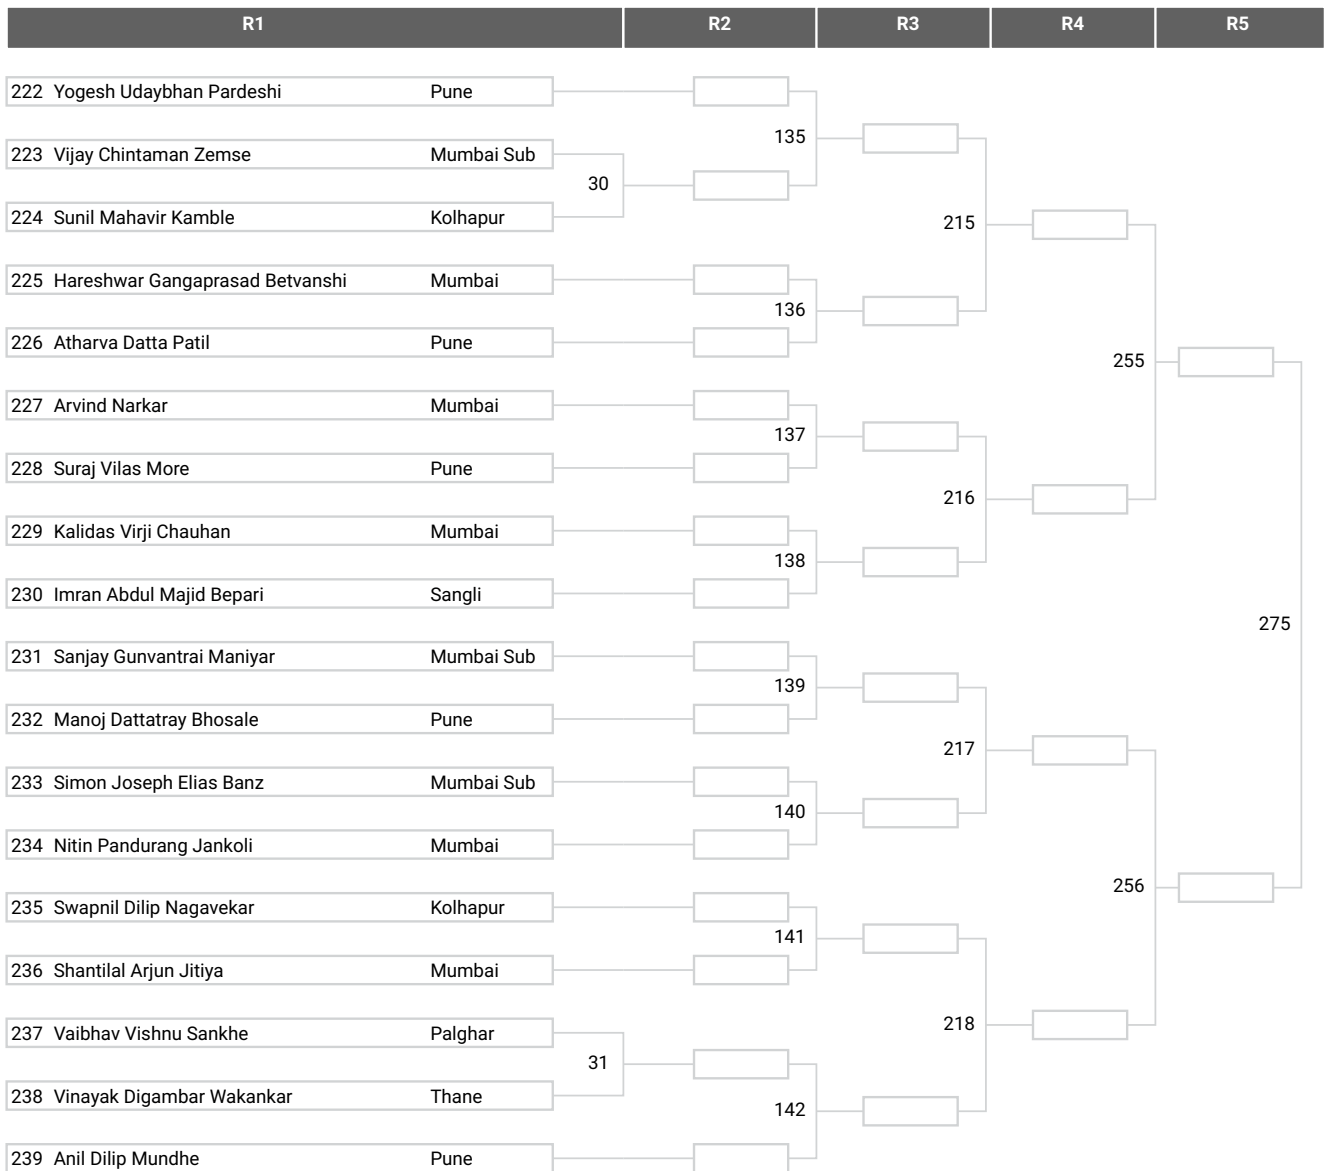 R1 R2 R3 R4 R5
222 Yogesh Udaybhan Pardeshi Pune
135
223 Vijay Chintaman Zemse Mumbai Sub
30
224 Sunil Mahavir Kamble Kolhapur
215
225 Hareshwar Gangaprasad Betvanshi Mumbai
136
226 Atharva Datta Patil Pune
255
227 Arvind Narkar Mumbai
137
228 Suraj Vilas More Pune
216
229 Kalidas Virji Chauhan Mumbai
138
230 Imran Abdul Majid Bepari Sangli
275
231 Sanjay Gunvantrai Maniyar Mumbai Sub
139
232 Manoj Dattatray Bhosale Pune
217
233 Simon Joseph Elias Banz Mumbai Sub
140
234 Nitin Pandurang Jankoli Mumbai
256
235 Swapnil Dilip Nagavekar Kolhapur
141
236 Shantilal Arjun Jitiya Mumbai
218
237 Vaibhav Vishnu Sankhe Palghar
31
238 Vinayak Digambar Wakankar Thane
142
239 Anil Dilip Mundhe Pune